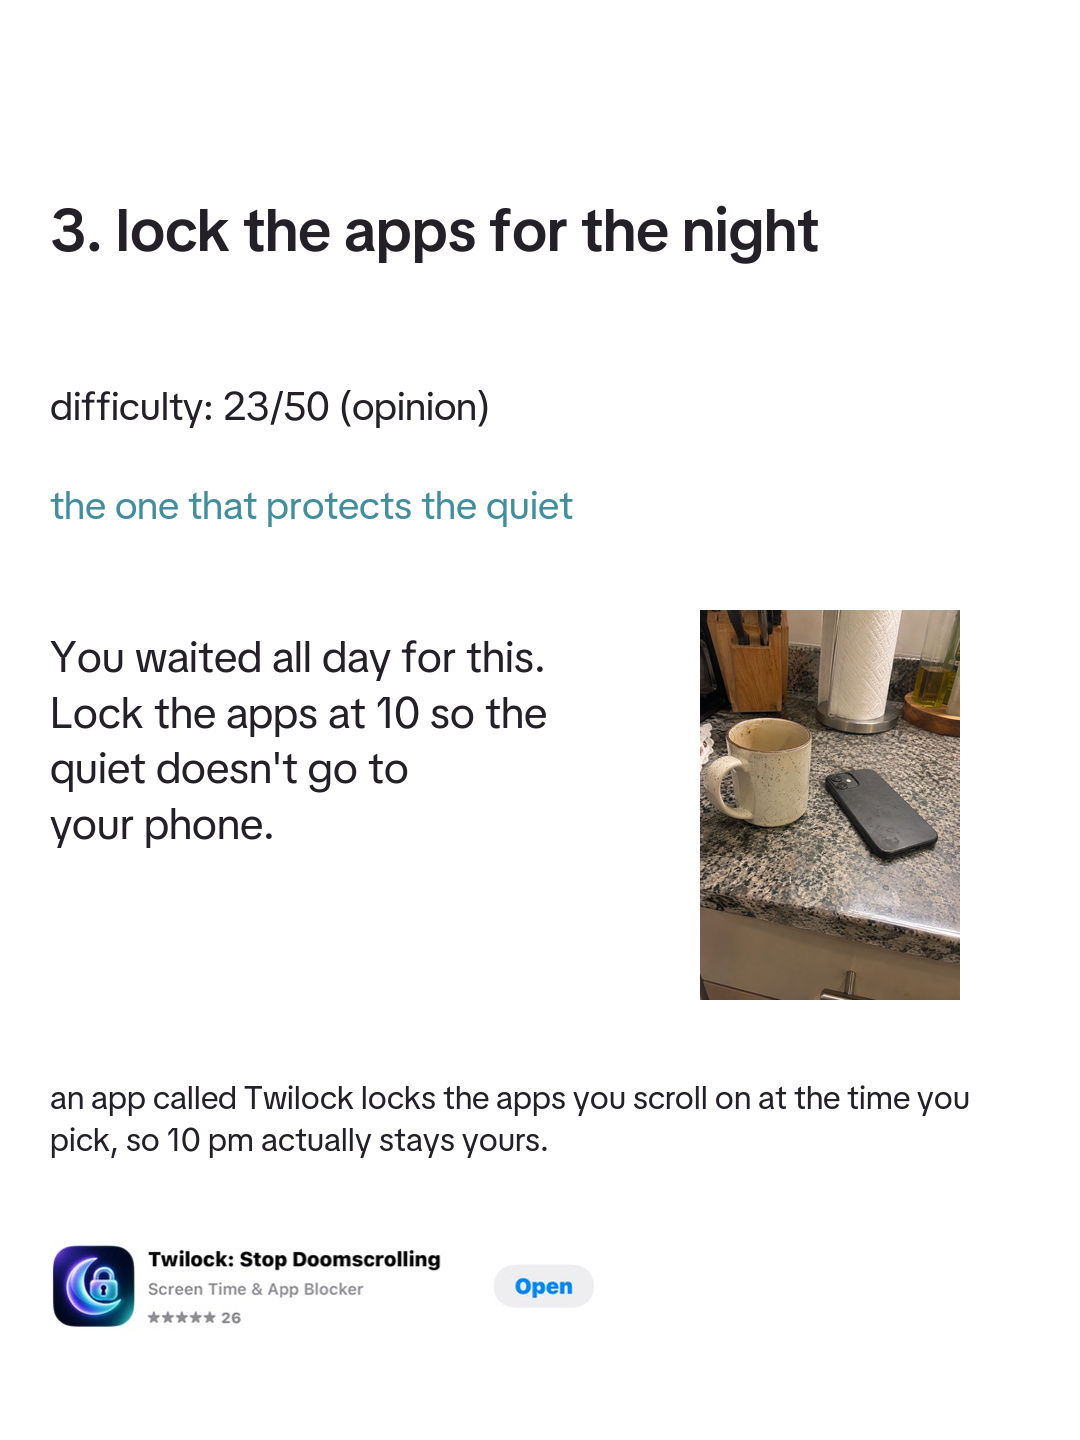 3. lock the apps for the night
difficulty: 23/50 (opinion)
the one that protects the quiet
You waited all day for this.
Lock the apps at 10 so the
quiet doesn't go to
your phone.
an app called Twilock locks the apps you scroll on at the time you
pick, so 10 pm actually stays yours.
Twilock: Stop Doomscrolling
Screen Time & App Blocker
★★★★★ 26
Open